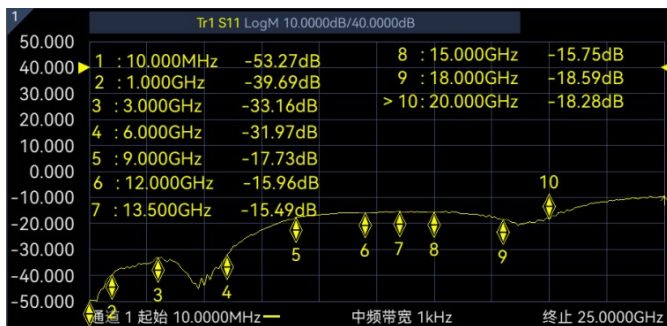 1
Tr1 S11 LogM 10.0000dB/40.0000dB
50.000
40.000
30.000
20.000
10.000
0.000
-10.000
-20.000
-30.000
-40.000
-50.000
1 : 10.000MHz -53.27dB
2 : 1.000GHz -39.69dB
3 : 3.000GHz -33.16dB
4 : 6.000GHz -31.97dB
5 : 9.000GHz -17.73dB
6 : 12.000GHz -15.96dB
7 : 13.500GHz -15.49dB
8 : 15.000GHz -15.75dB
9 : 18.000GHz -18.59dB
> 10: 20.000GHz -18.28dB
10
2
3
4
5
6
7
8
9
通道 1 起始 10.0000MHz 中频带宽 1kHz 终止 25.0000GHz